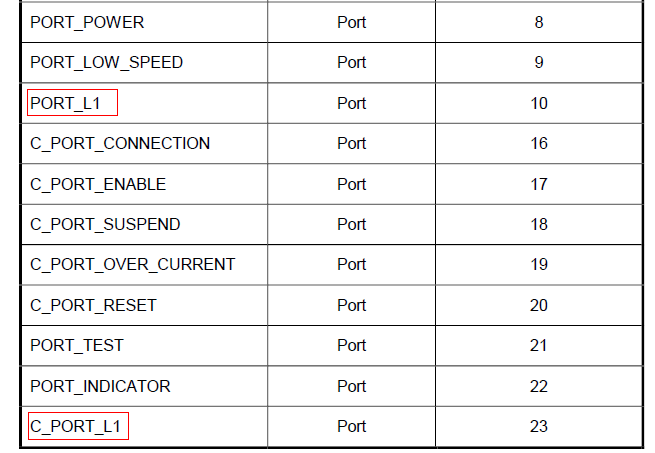 PORT_POWER Port 8
PORT_LOW_SPEED Port 9
PORT_L1 Port 10
C_PORT_CONNECTION Port 16
C_PORT_ENABLE Port 17
C_PORT_SUSPEND Port 18
C_PORT_OVER_CURRENT Port 19
C_PORT_RESET Port 20
PORT_TEST Port 21
PORT_INDICATOR Port 22
C_PORT_L1 Port 23